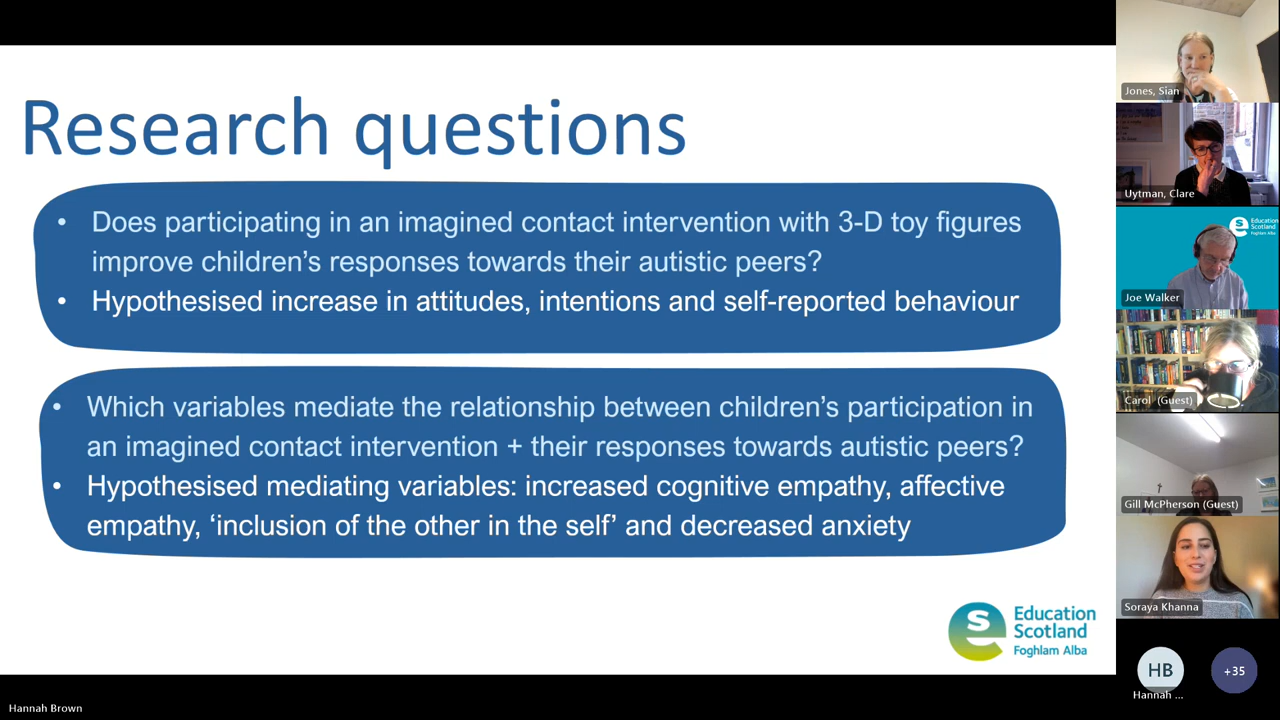 Research questions
• Does participating in an imagined contact intervention with 3-D toy figures
improve children's responses towards their autistic peers?
• Hypothesised increase in attitudes, intentions and self-reported behaviour
• Which variables mediate the relationship between children's participation in
an imagined contact intervention + their responses towards autistic peers?
• Hypothesised mediating variables: increased cognitive empathy, affective
empathy, ‘inclusion of the other in the self’ and decreased anxiety
Education
Scotland
Foghlam Alba
Hannah Brown
Jones, Sian
Uytman, Clare
Education
Scotland
Foghlam Alba
Joe Walker
Carol (Guest)
Gill McPherson (Guest)
Soraya Khanna
HB
Hannah ...
+35